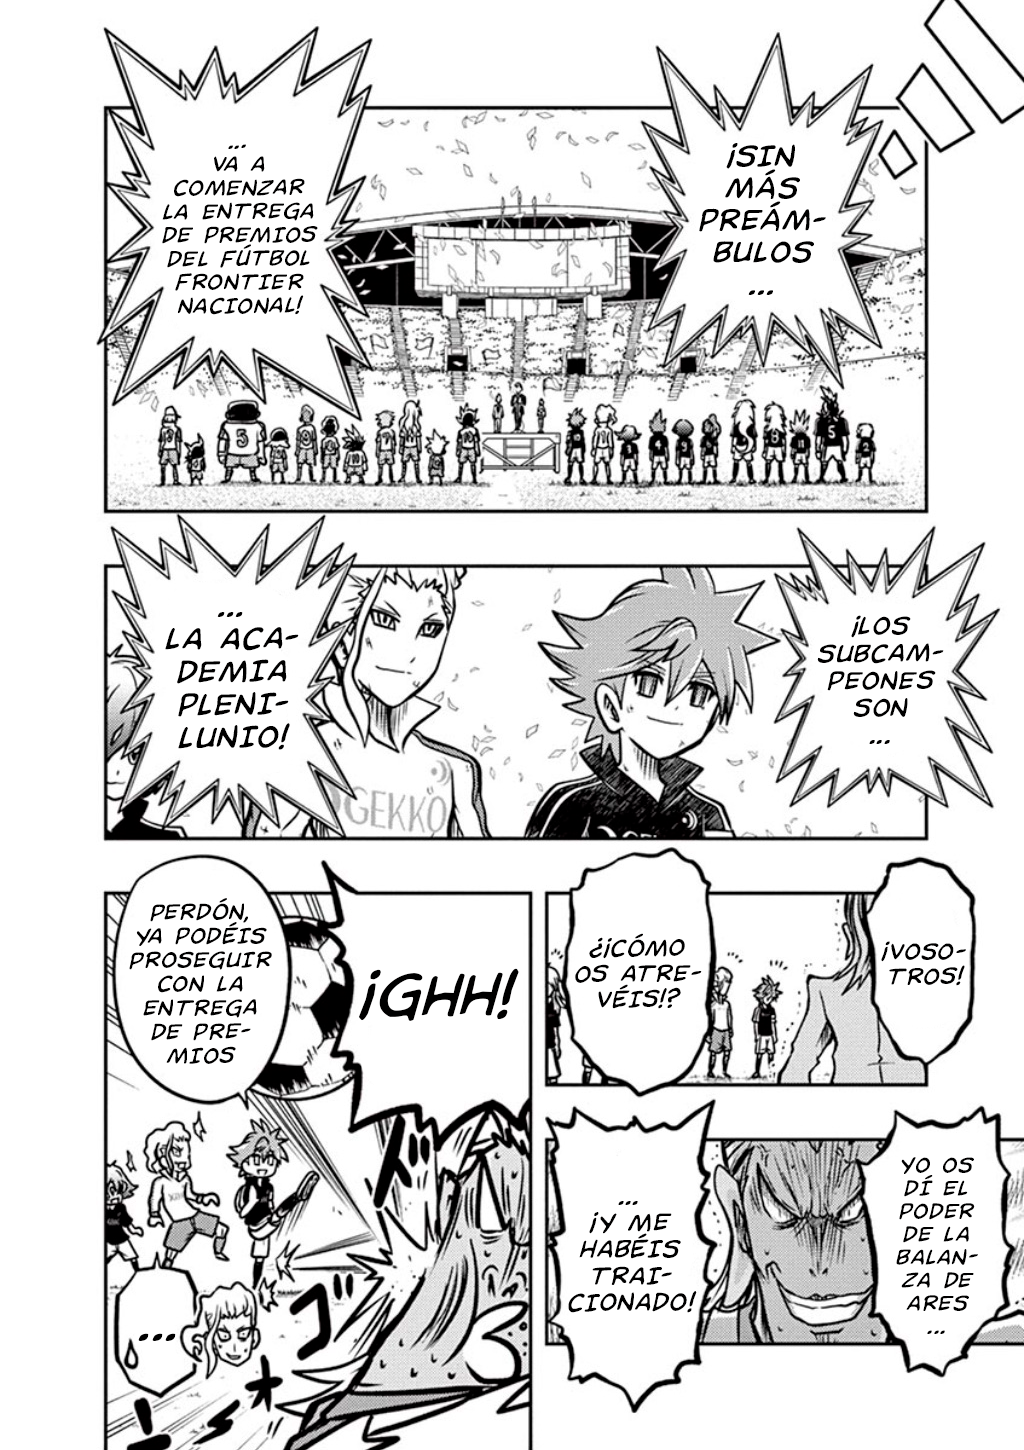 ¡SIN
MÁS
PREÁM-
BULOS
...
...
VA A
COMENZAR
LA ENTREGA
DE PREMIOS
DEL FÚTBOL
FRONTIER
NACIONAL!
¡LOS
SUBCAM-
PEONES
SON
...
...
LA ACA-
DEMIA
PLENI-
LUNIO!
GEKKO
¡VOSO-
TROS!
¿¡CÓMO
OS ATRE-
VÉIS!?
YO OS
DÍ EL
PODER
DE LA
BALAN-
ZA DE
ARES
...
...
¡Y ME
HABÉIS
TRAI-
CIONADO!
¡GHH!
PERDÓN,
YA PODÉIS
PROSEGUIR
CON LA
ENTREGA
DE PRE-
MIOS
...